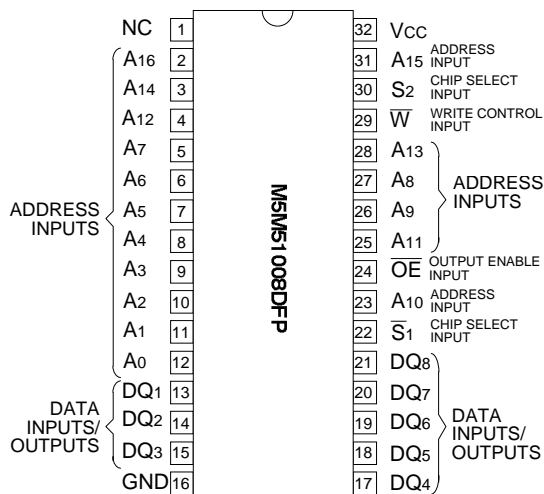 NC 1
A16 2
A14 3
A12 4
A7 5
A6 6
A5 7
A4 8
A3 9
A2 10
A1 11
A0 12
DQ1 13
DQ2 14
DQ3 15
GND 16
ADDRESS
INPUTS
DATA
INPUTS/
OUTPUTS
M5M51008DFP
32 VCC
31 A15 ADDRESS INPUT
30 S2 CHIP SELECT INPUT
29 W̅ WRITE CONTROL INPUT
28 A13
27 A8
26 A9
25 A11
ADDRESS
INPUTS
24 O̅E̅ OUTPUT ENABLE INPUT
23 A10 ADDRESS INPUT
22 S̅1 CHIP SELECT INPUT
21 DQ8
20 DQ7
19 DQ6
18 DQ5
17 DQ4
DATA
INPUTS/
OUTPUTS